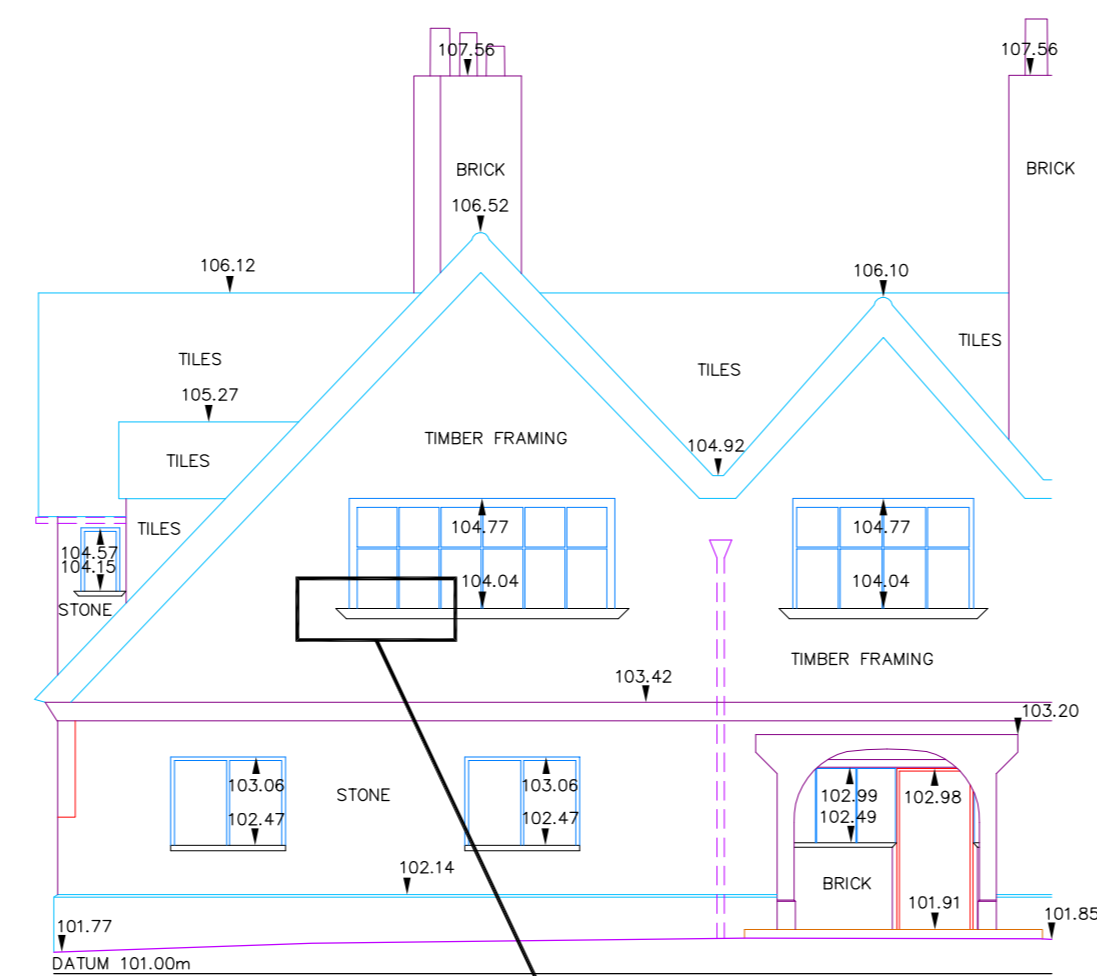 107.56
107.56
BRICK
BRICK
106.52
106.12
106.10
TILES
TILES
TILES
105.27
TIMBER FRAMING
104.92
TILES
TILES
104.77
104.77
104.57
104.15
104.04
104.04
STONE
TIMBER FRAMING
103.42
103.20
103.06
103.06
STONE
102.99
102.98
102.47
102.47
102.49
102.14
BRICK
101.91
101.77
101.85
DATUM 101.00m